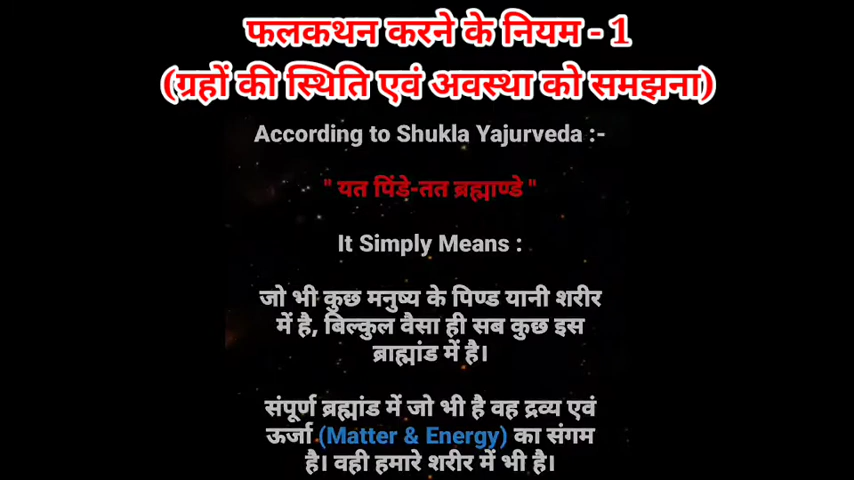 फलकथन करने के नियम - 1
(ग्रहों की स्थिति एवं अवस्था को समझना)
According to Shukla Yajurveda :-
" यत पिंडे-तत ब्रह्माण्डे "
It Simply Means :
जो भी कुछ मनुष्य के पिण्ड यानी शरीर
में है, बिल्कुल वैसा ही सब कुछ इस
ब्राह्मांड में है।
संपूर्ण ब्रह्मांड में जो भी है वह द्रव्य एवं
ऊर्जा (Matter & Energy) का संगम
है। वही हमारे शरीर में भी है।